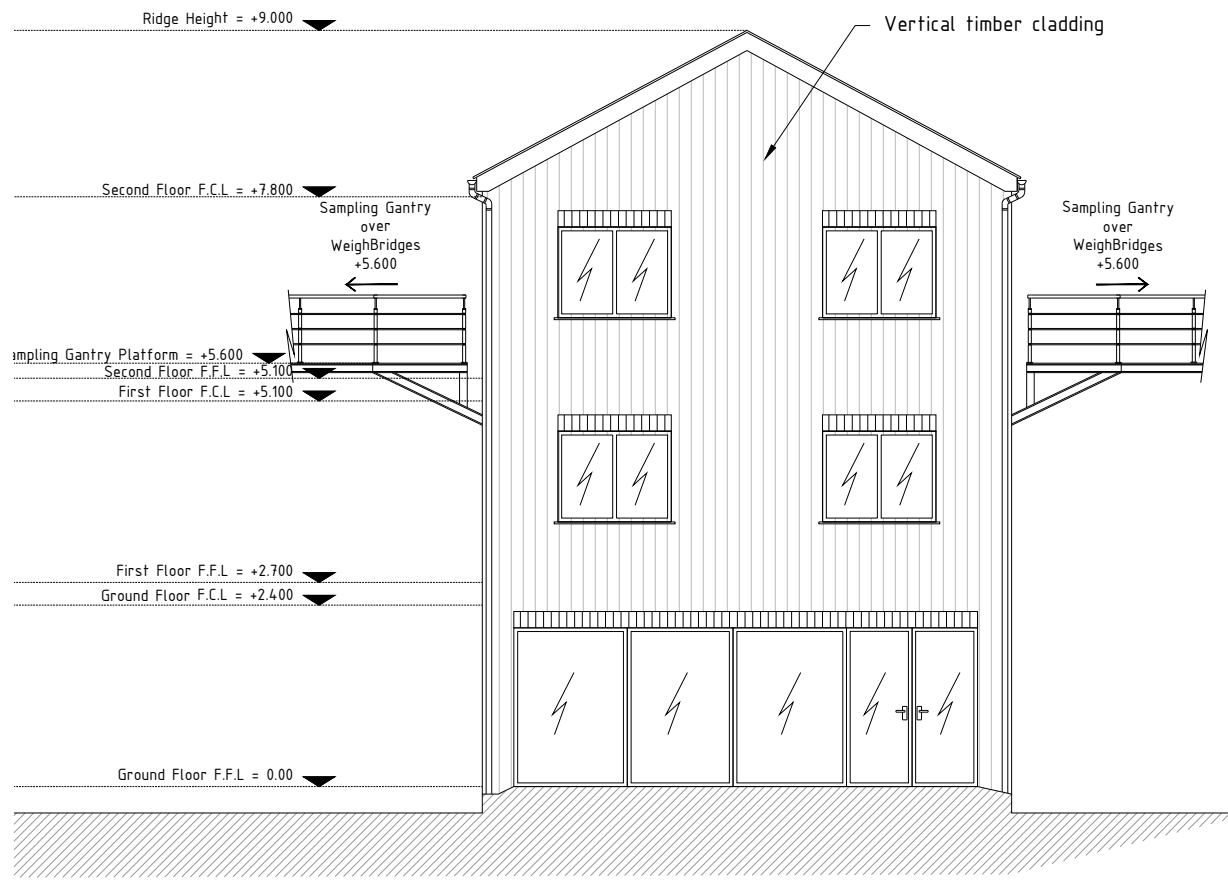 Ridge Height = +9.000
Vertical timber cladding
Second Floor F.C.L = +7.800
Sampling Gantry
over
WeighBridges
+5.600
Sampling Gantry
over
WeighBridges
+5.600
ampling Gantry Platform = +5.600
Second Floor F.F.L = +5.100
First Floor F.C.L = +5.100
First Floor F.F.L = +2.700
Ground Floor F.C.L = +2.400
Ground Floor F.F.L = 0.00